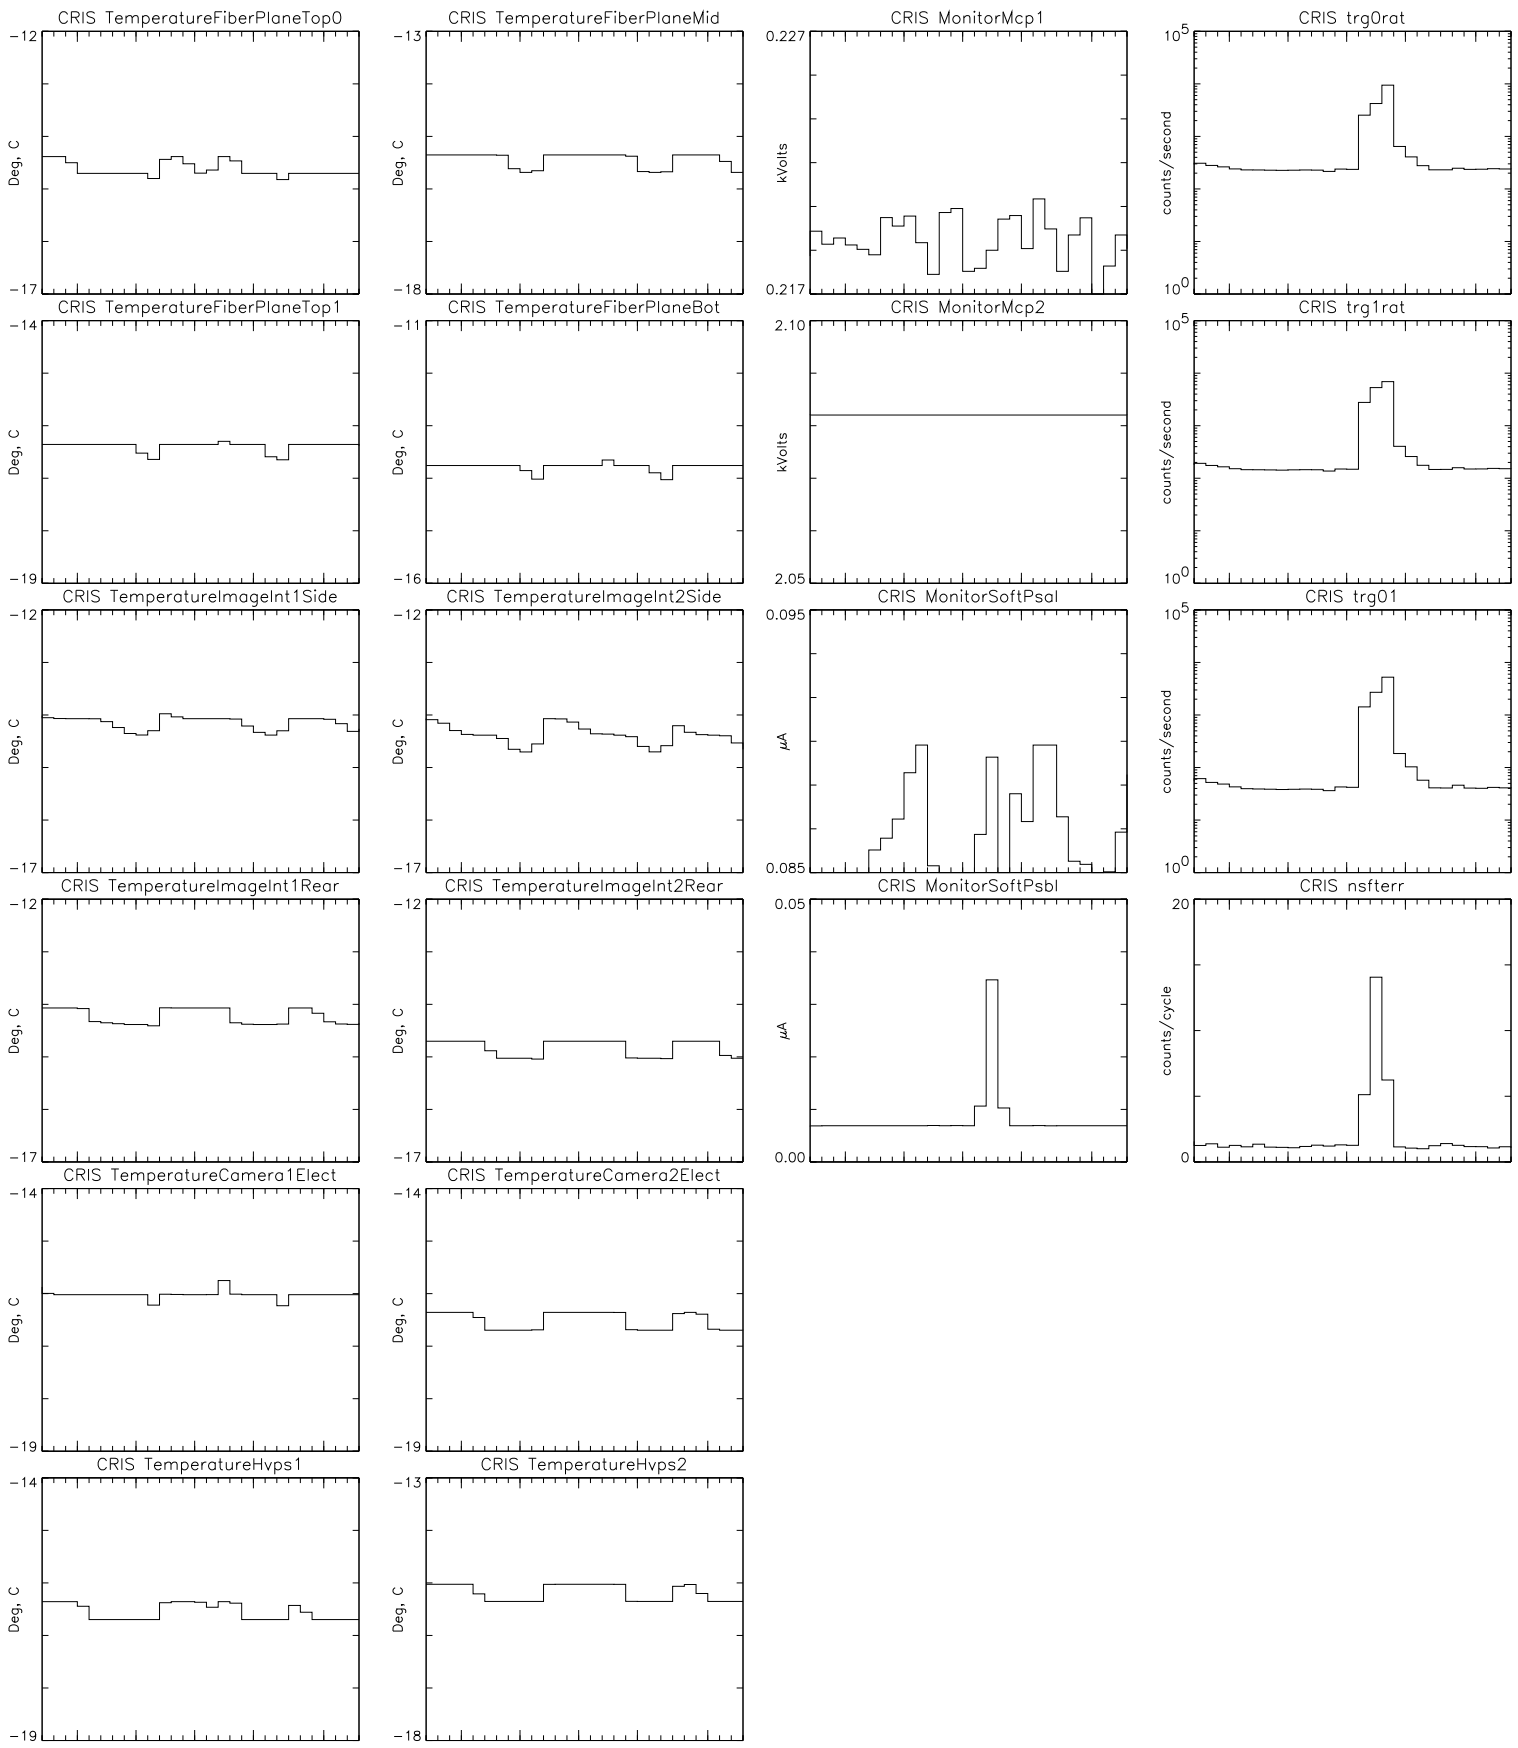 CRIS TemperatureFiberPlaneTop0
-12
Deg, C
-17
CRIS TemperatureFiberPlaneMid
-13
Deg, C
-18
CRIS MonitorMcp1
0.227
kVolts
0.217
CRIS trg0rat
10^5
counts/second
10^0
CRIS TemperatureFiberPlaneTop1
-14
Deg, C
-19
CRIS TemperatureFiberPlaneBot
-11
Deg, C
-16
CRIS MonitorMcp2
2.10
kVolts
2.05
CRIS trg1rat
10^5
counts/second
10^0
CRIS TemperatureImageInt1Side
-12
Deg, C
-17
CRIS TemperatureImageInt2Side
-12
Deg, C
-17
CRIS MonitorSoftPsaI
0.095
μA
0.085
CRIS trg01
10^5
counts/second
10^0
CRIS TemperatureImageInt1Rear
-12
Deg, C
-17
CRIS TemperatureImageInt2Rear
-12
Deg, C
-17
CRIS MonitorSoftPsbI
0.05
μA
0.00
CRIS nsfterr
20
counts/cycle
0
CRIS TemperatureCamera1Elect
-14
Deg, C
-19
CRIS TemperatureCamera2Elect
-14
Deg, C
-19
CRIS TemperatureHvps1
-14
Deg, C
-19
CRIS TemperatureHvps2
-13
Deg, C
-18